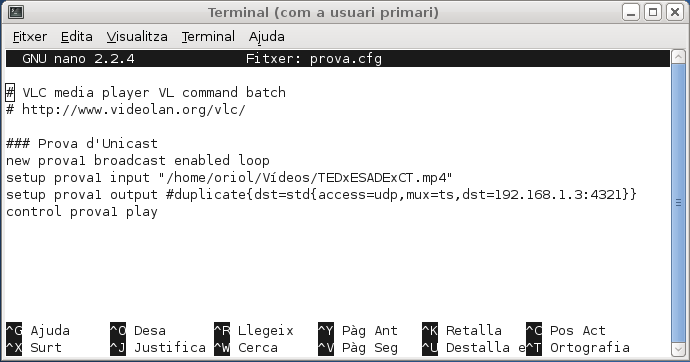 Terminal (com a usuari primari)
Fitxer Edita Visualitza Terminal Ajuda
GNU nano 2.2.4 Fitxer: prova.cfg
# VLC media player VL command batch
# http://www.videolan.org/vlc/
### Prova d'Unicast
new prova1 broadcast enabled loop
setup prova1 input "/home/oriol/Vídeos/TEDxESADExCT.mp4"
setup prova1 output #duplicate{dst=std{access=udp,mux=ts,dst=192.168.1.3:4321}}
control prova1 play
^G Ajuda ^O Desa ^R Llegeix ^Y Pàg Ant ^K Retalla ^C Pos Act
^X Surt ^J Justifica ^W Cerca ^V Pàg Seg ^U Destalla e ^T Ortografia